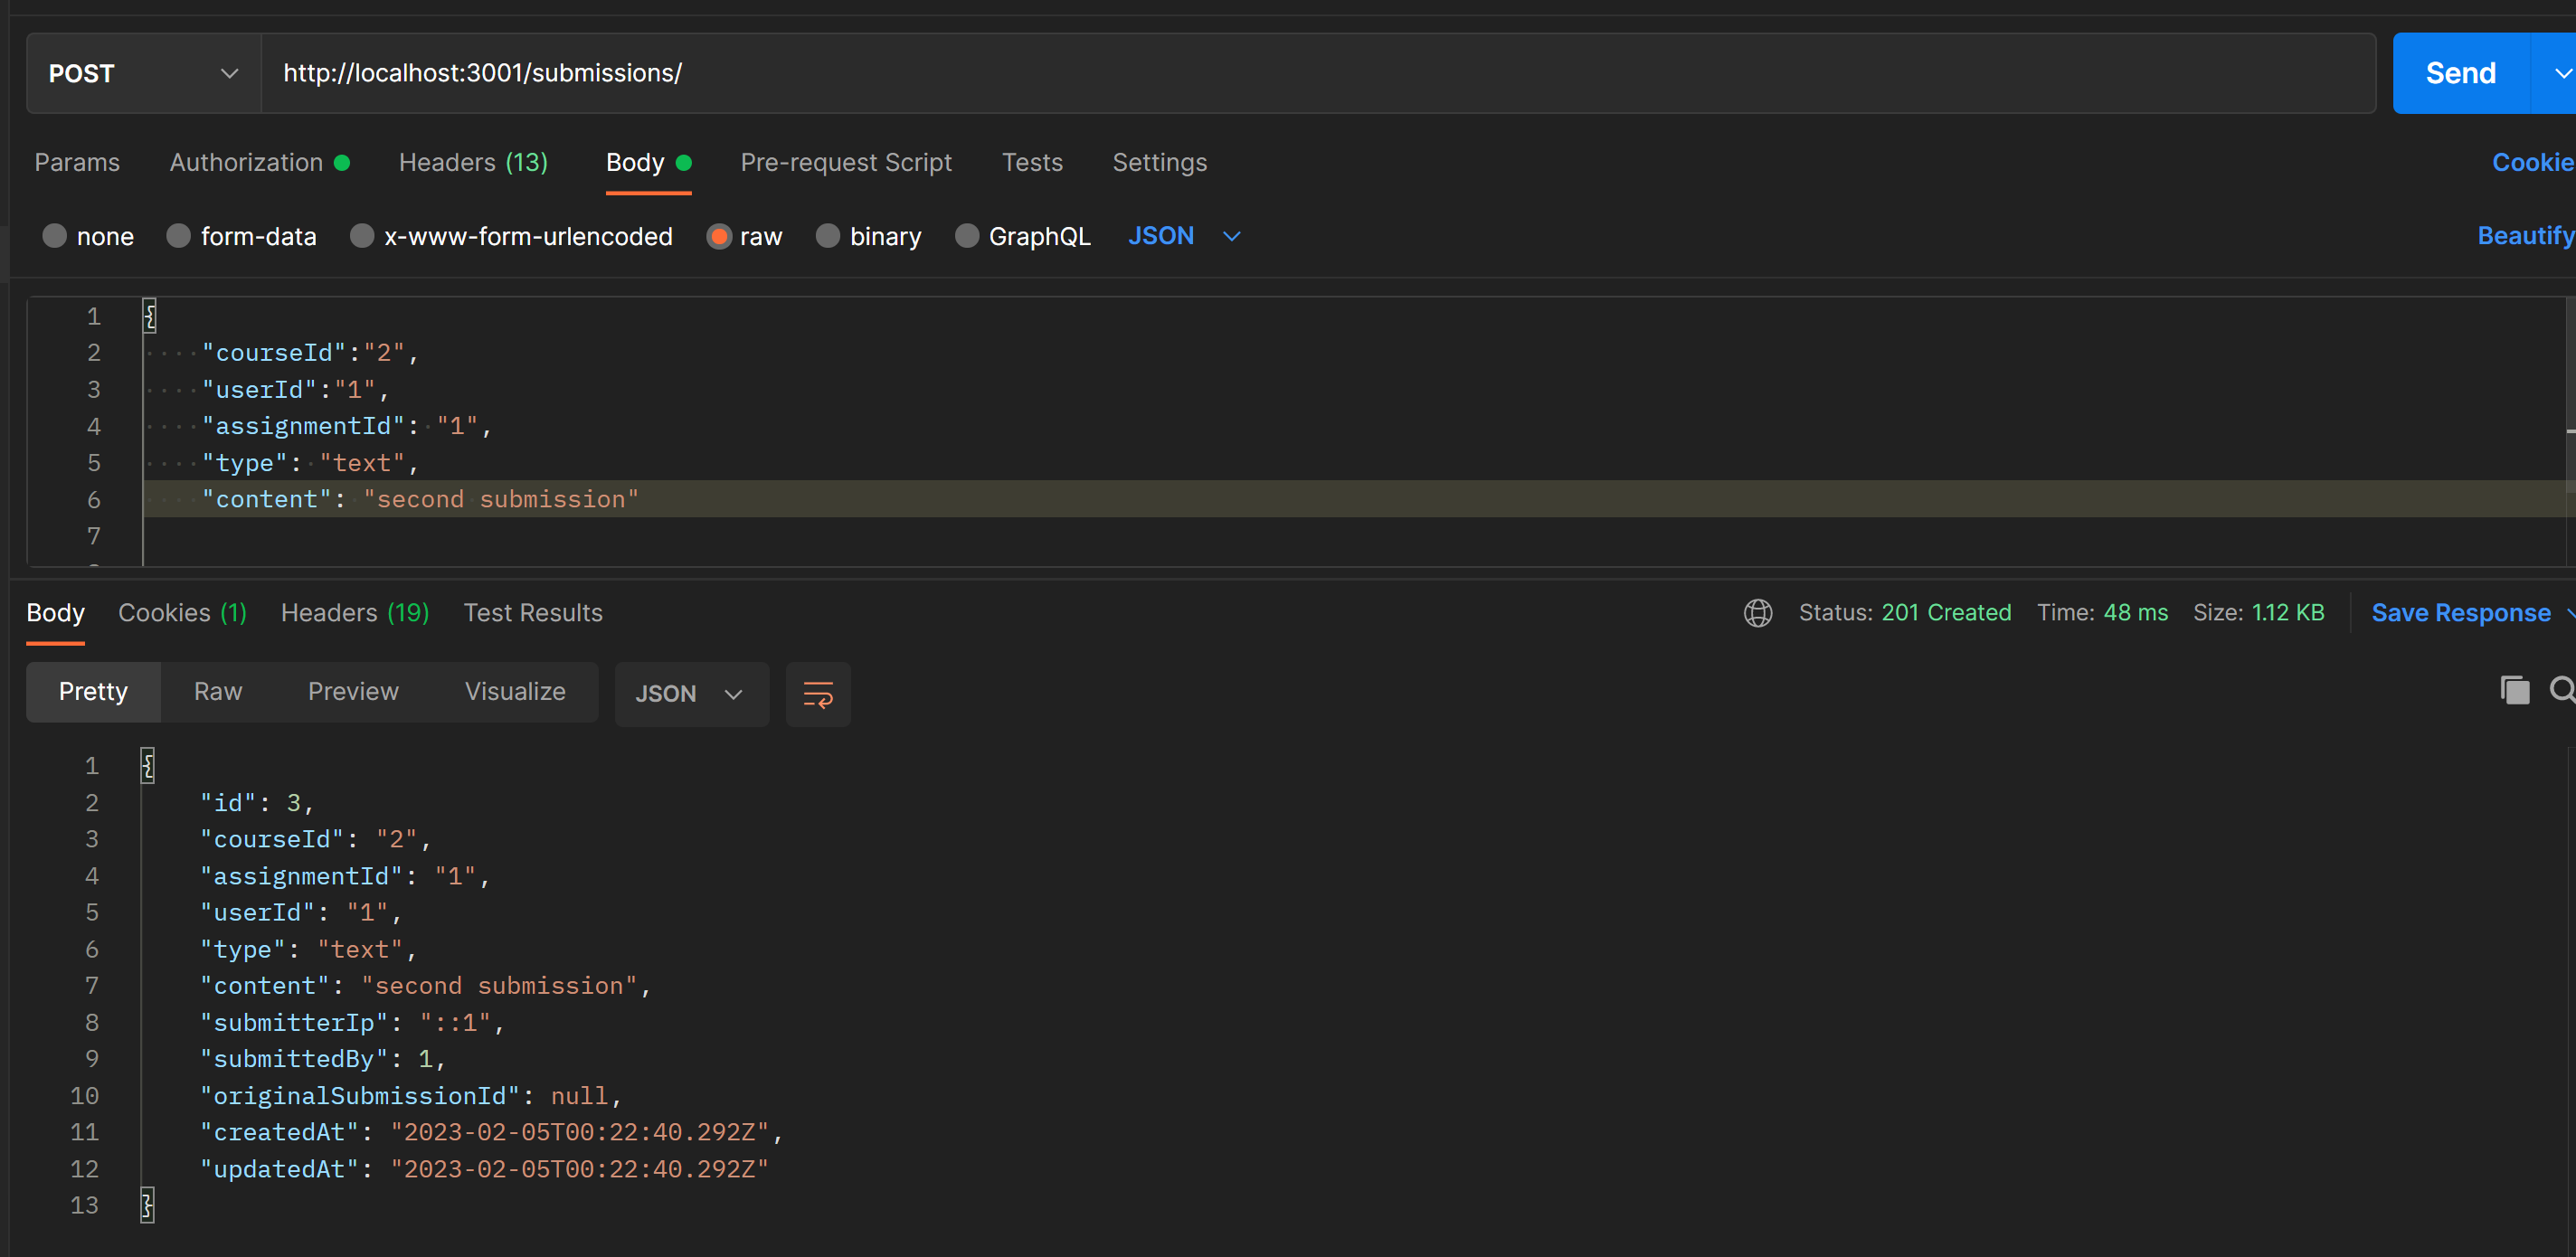 POST http://localhost:3001/submissions/ Send
Params Authorization Headers (13) Body Pre-request Script Tests Settings Cookie
none form-data x-www-form-urlencoded raw binary GraphQL JSON Beautify
1 {
2 "courseId":"2",
3 "userId":"1",
4 "assignmentId": "1",
5 "type": "text",
6 "content": "second submission"
7
Body Cookies (1) Headers (19) Test Results Status: 201 Created Time: 48 ms Size: 1.12 KB Save Response
Pretty Raw Preview Visualize JSON
1 {
2 "id": 3,
3 "courseId": "2",
4 "assignmentId": "1",
5 "userId": "1",
6 "type": "text",
7 "content": "second submission",
8 "submitterIp": "::1",
9 "submittedBy": 1,
10 "originalSubmissionId": null,
11 "createdAt": "2023-02-05T00:22:40.292Z",
12 "updatedAt": "2023-02-05T00:22:40.292Z"
13 }